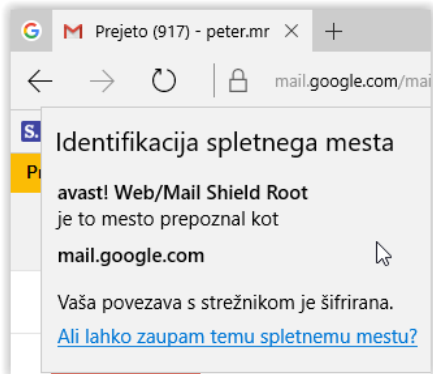 Prejeto (917) - peter.mr
mail.google.com/mai
S.
Identifikacija spletnega mesta
avast! Web/Mail Shield Root
je to mesto prepoznal kot
mail.google.com
Vaša povezava s strežnikom je šifrirana.
Ali lahko zaupam temu spletnemu mestu?